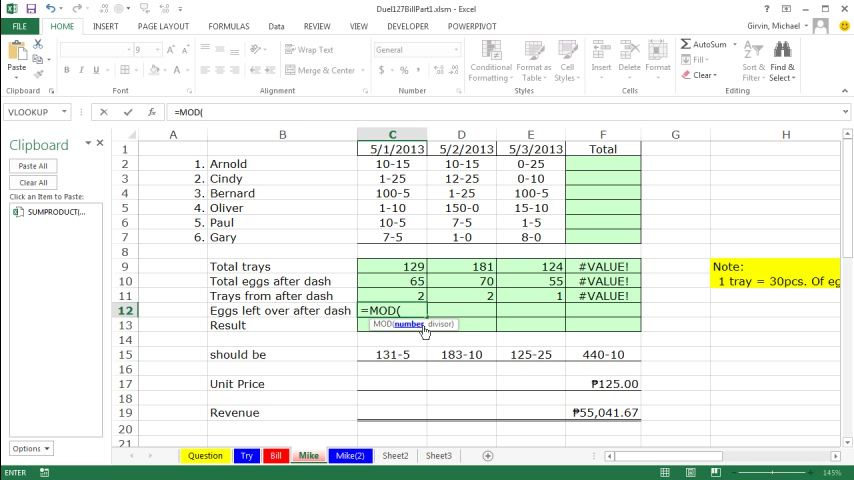 Duel127BillPart1.xlsm - Excel
FILE HOME INSERT PAGE LAYOUT FORMULAS Data REVIEW VIEW DEVELOPER POWERPIVOT Girvin, Michael
Paste
Clipboard
9
B I U
Font
Wrap Text
Merge & Center
Alignment
General
$ % ,
Number
Conditional Formatting
Format as Table
Cell Styles
Styles
Insert Delete Format
Cells
AutoSum
Fill
Clear
Sort & Filter
Find & Select
Editing
VLOOKUP =MOD(
Clipboard
Paste All
Clear All
Click an Item to Paste:
SUMPRODUCT(...
Options
A B C D E F G H
1 5/1/2013 5/2/2013 5/3/2013 Total
2 1. Arnold 10-15 10-15 0-25
3 2. Cindy 1-25 12-25 0-10
4 3. Bernard 100-5 1-25 100-5
5 4. Oliver 1-10 150-0 15-10
6 5. Paul 10-5 7-5 1-5
7 6. Gary 7-5 1-0 8-0
8
9 Total trays 129 181 124 #VALUE! Note:
10 Total eggs after dash 65 70 55 #VALUE! 1 tray = 30pcs. Of eg
11 Trays from after dash 2 2 1 #VALUE!
12 Eggs left over after dash =MOD(
MOD(number, divisor)
13 Result
14
15 should be 131-5 183-10 125-25 440-10
16
17 Unit Price ₱125.00
18
19 Revenue ₱55,041.67
20
21
Question Try Bill Mike Mike(2) Sheet2 Sheet3
ENTER 145%